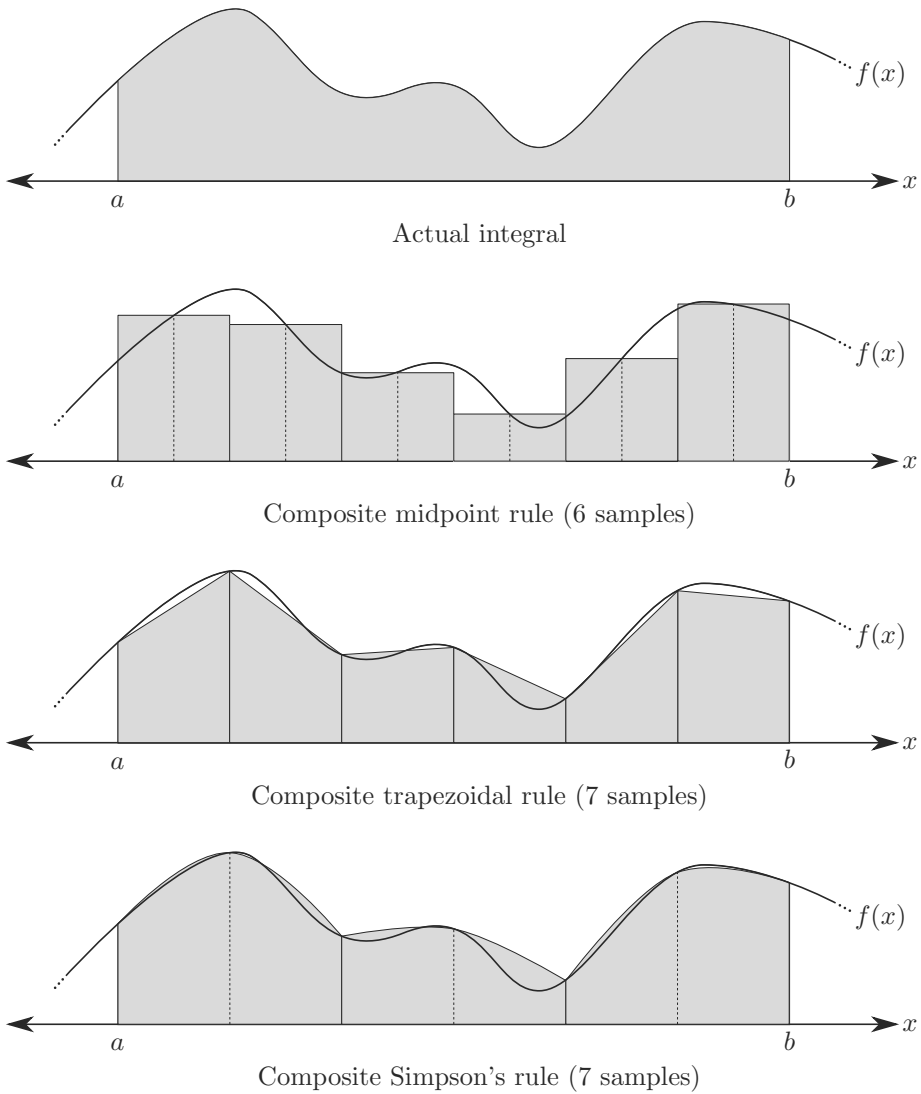 f(x)
x
a b
Actual integral
f(x)
x
a b
Composite midpoint rule (6 samples)
f(x)
x
a b
Composite trapezoidal rule (7 samples)
f(x)
x
a b
Composite Simpson's rule (7 samples)